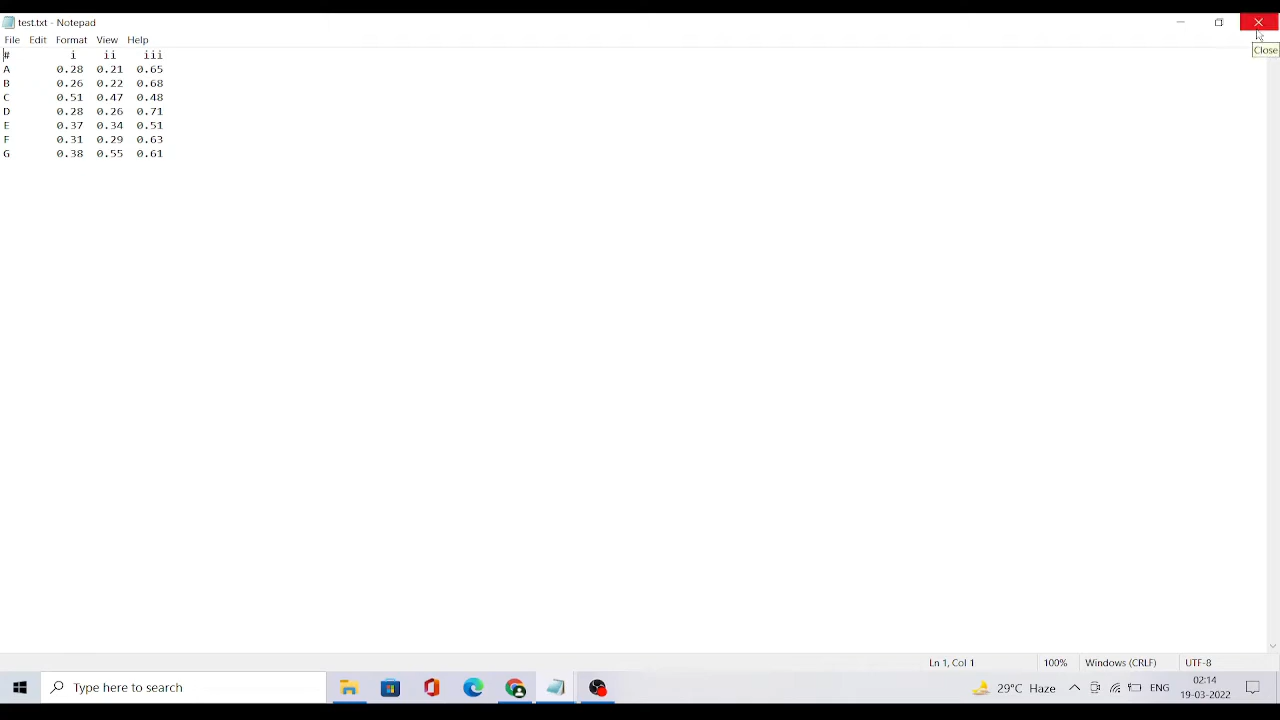 test.txt - Notepad
File Edit Format View Help
Close
# i ii iii
A 0.28 0.21 0.65
B 0.26 0.22 0.68
C 0.51 0.47 0.48
D 0.28 0.26 0.71
E 0.37 0.34 0.51
F 0.31 0.29 0.63
G 0.38 0.55 0.61
Ln 1, Col 1 100% Windows (CRLF) UTF-8
Type here to search 29°C Haze ENG 02:14
19-03-2022